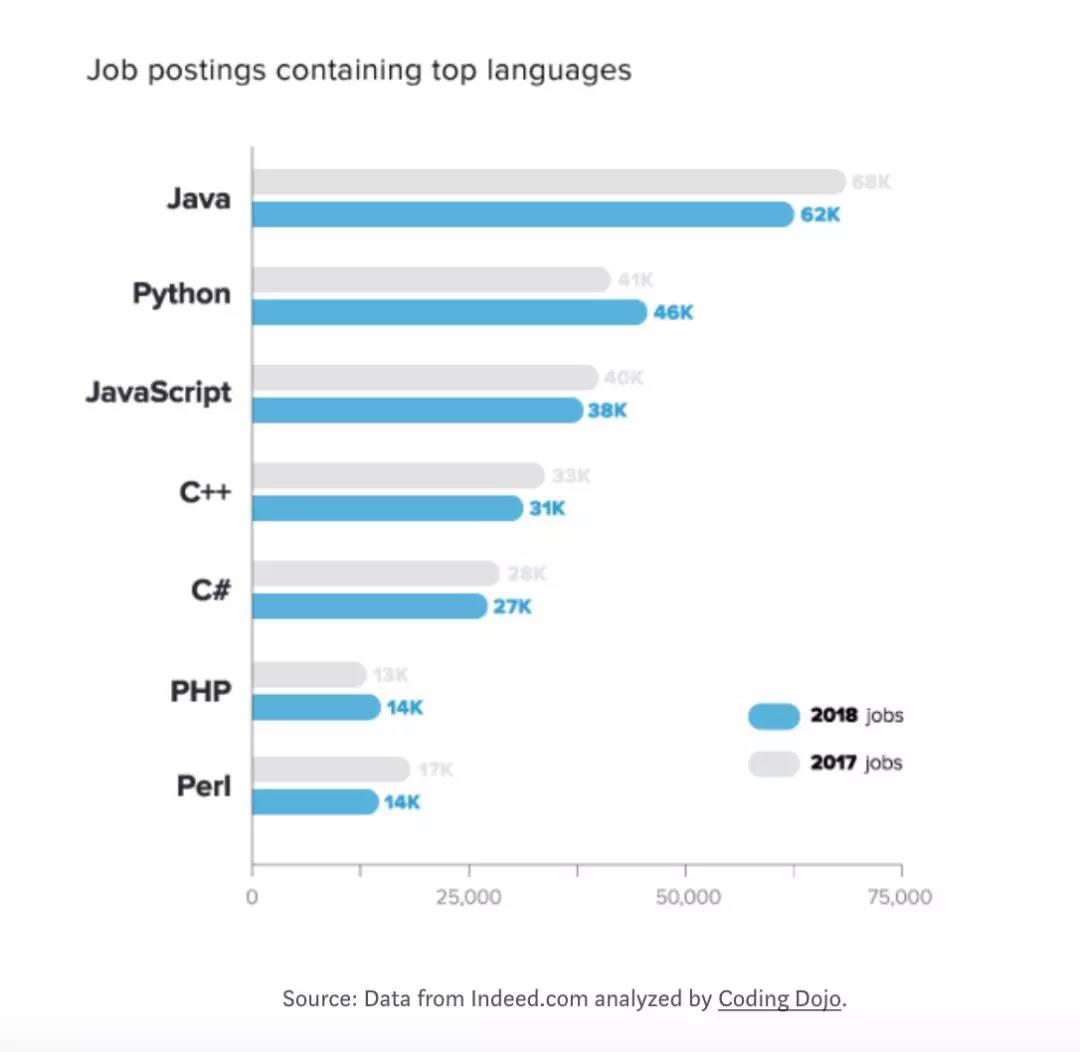 Job postings containing top languages
Java
68K
62K
Python
41K
46K
JavaScript
40K
38K
C++
33K
31K
C#
28K
27K
PHP
13K
14K
Perl
17K
14K
2018 jobs
2017 jobs
0 25,000 50,000 75,000
Source: Data from Indeed.com analyzed by Coding Dojo.